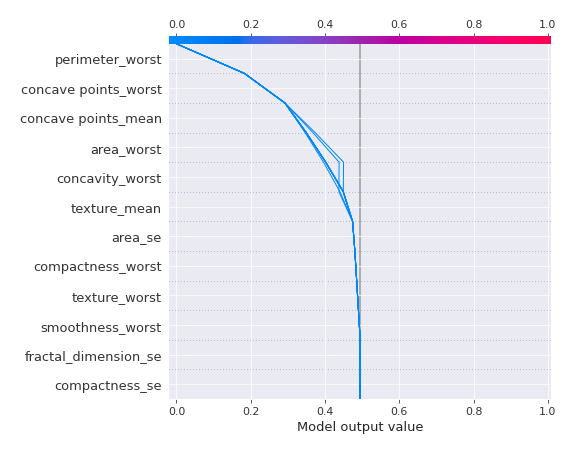 0.0 0.2 0.4 0.6 0.8 1.0
perimeter_worst
concave points_worst
concave points_mean
area_worst
concavity_worst
texture_mean
area_se
compactness_worst
texture_worst
smoothness_worst
fractal_dimension_se
compactness_se
0.0 0.2 0.4 0.6 0.8 1.0
Model output value